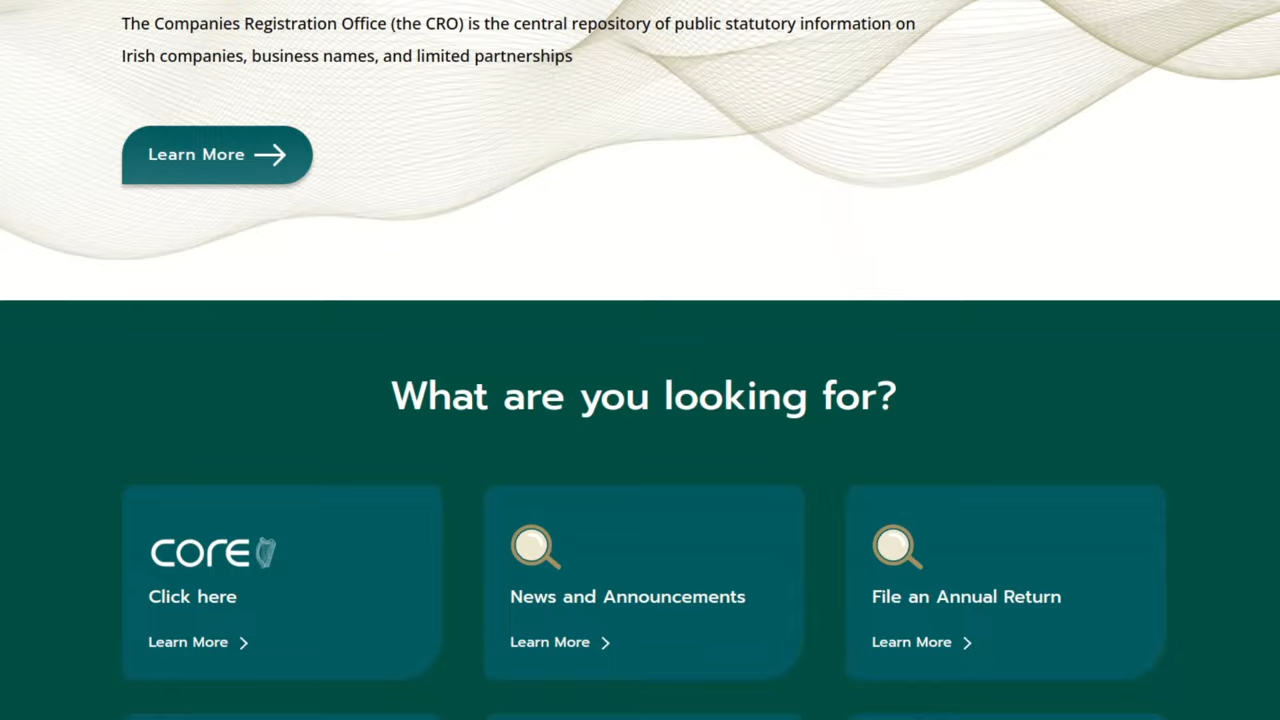 The Companies Registration Office (the CRO) is the central repository of public statutory information on
Irish companies, business names, and limited partnerships
Learn More
What are you looking for?
core
Click here
Learn More
News and Announcements
Learn More
File an Annual Return
Learn More